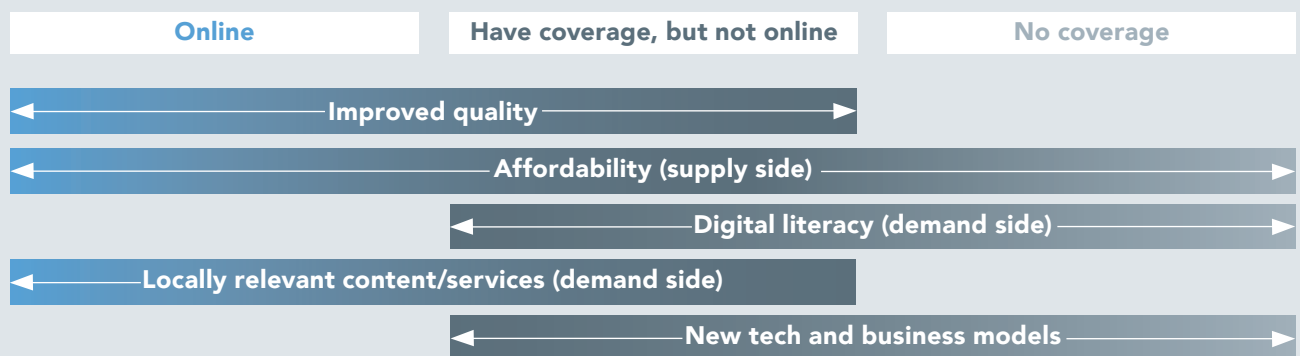 Online
Have coverage, but not online
No coverage
Improved quality
Affordability (supply side)
Digital literacy (demand side)
Locally relevant content/services (demand side)
New tech and business models